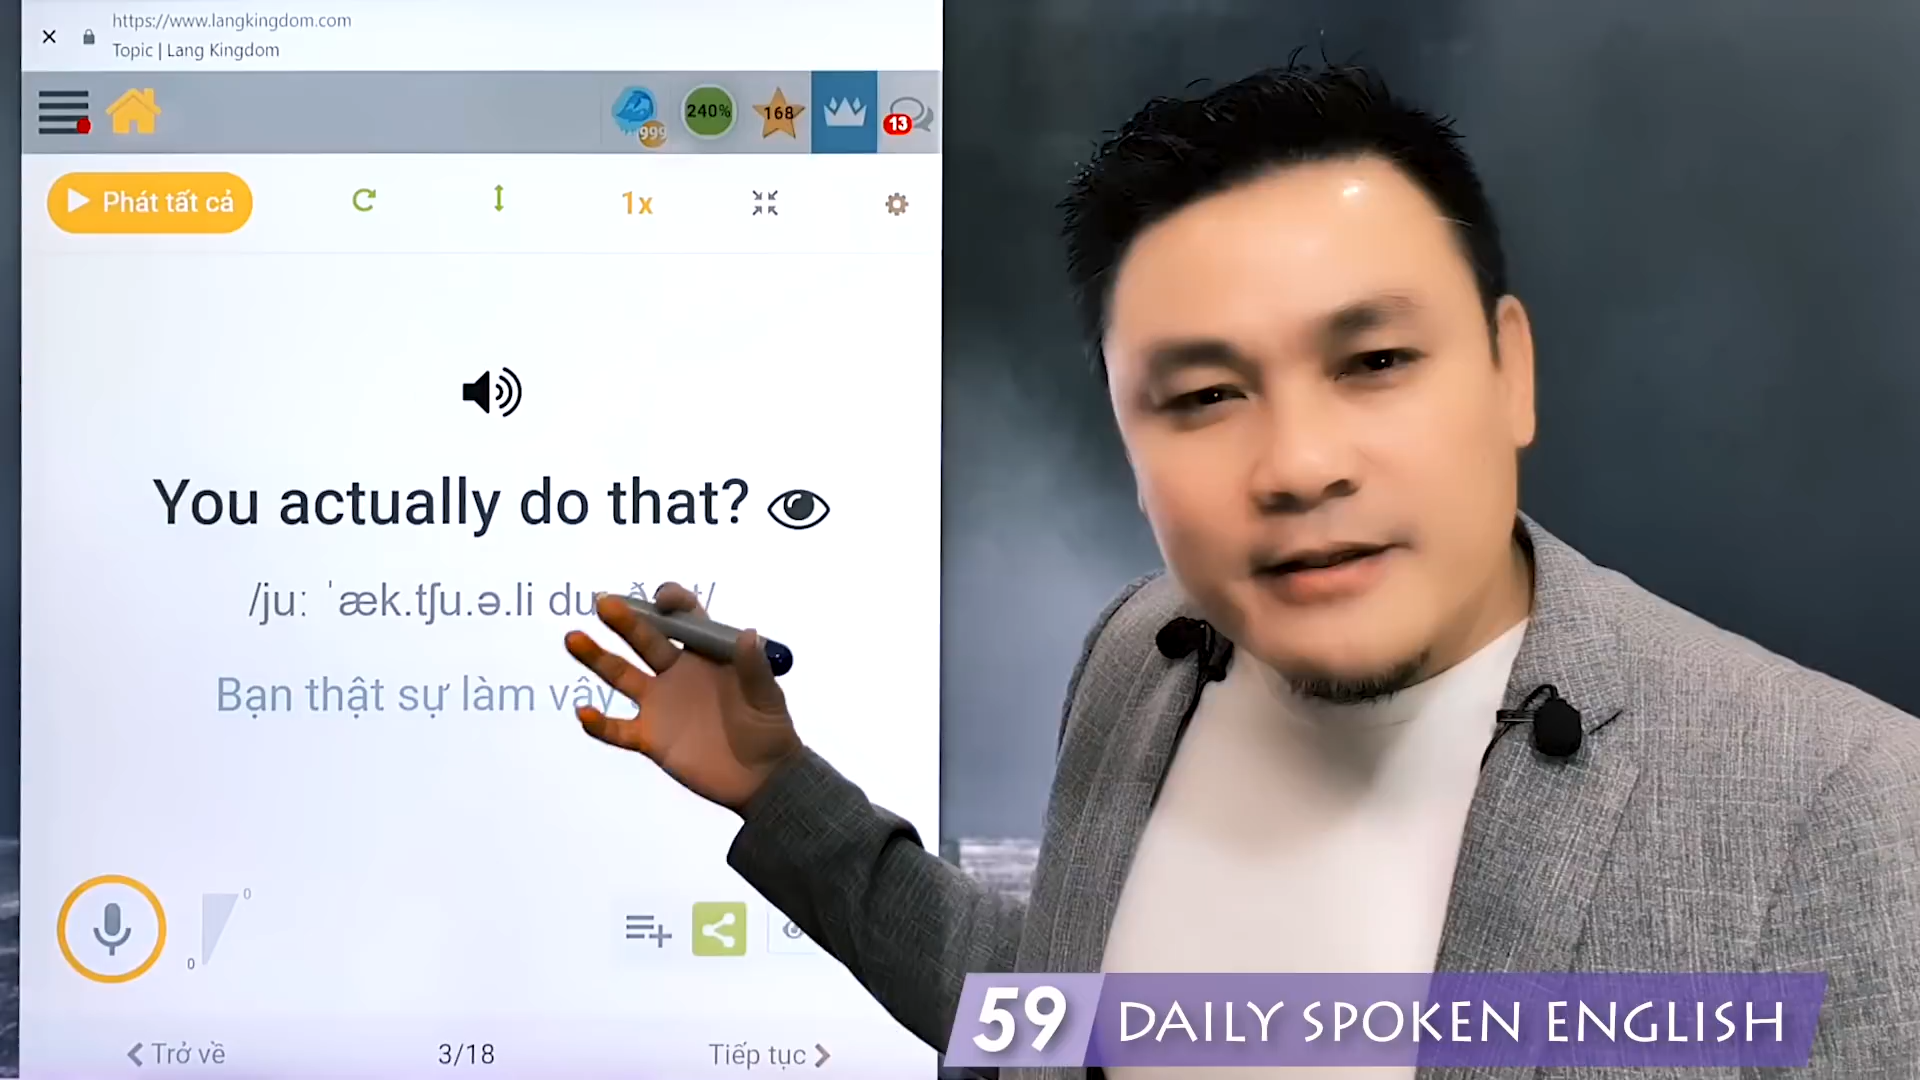 https://www.langkingdom.com
Topic | Lang Kingdom
999
240%
168
13
Phát tất cả
1x
You actually do that?
/juː ˈæk.tʃu.ə.li du
Bạn thật sự làm vậy
0
0
Trở về
3/18
Tiếp tục
59 DAILY SPOKEN ENGLISH